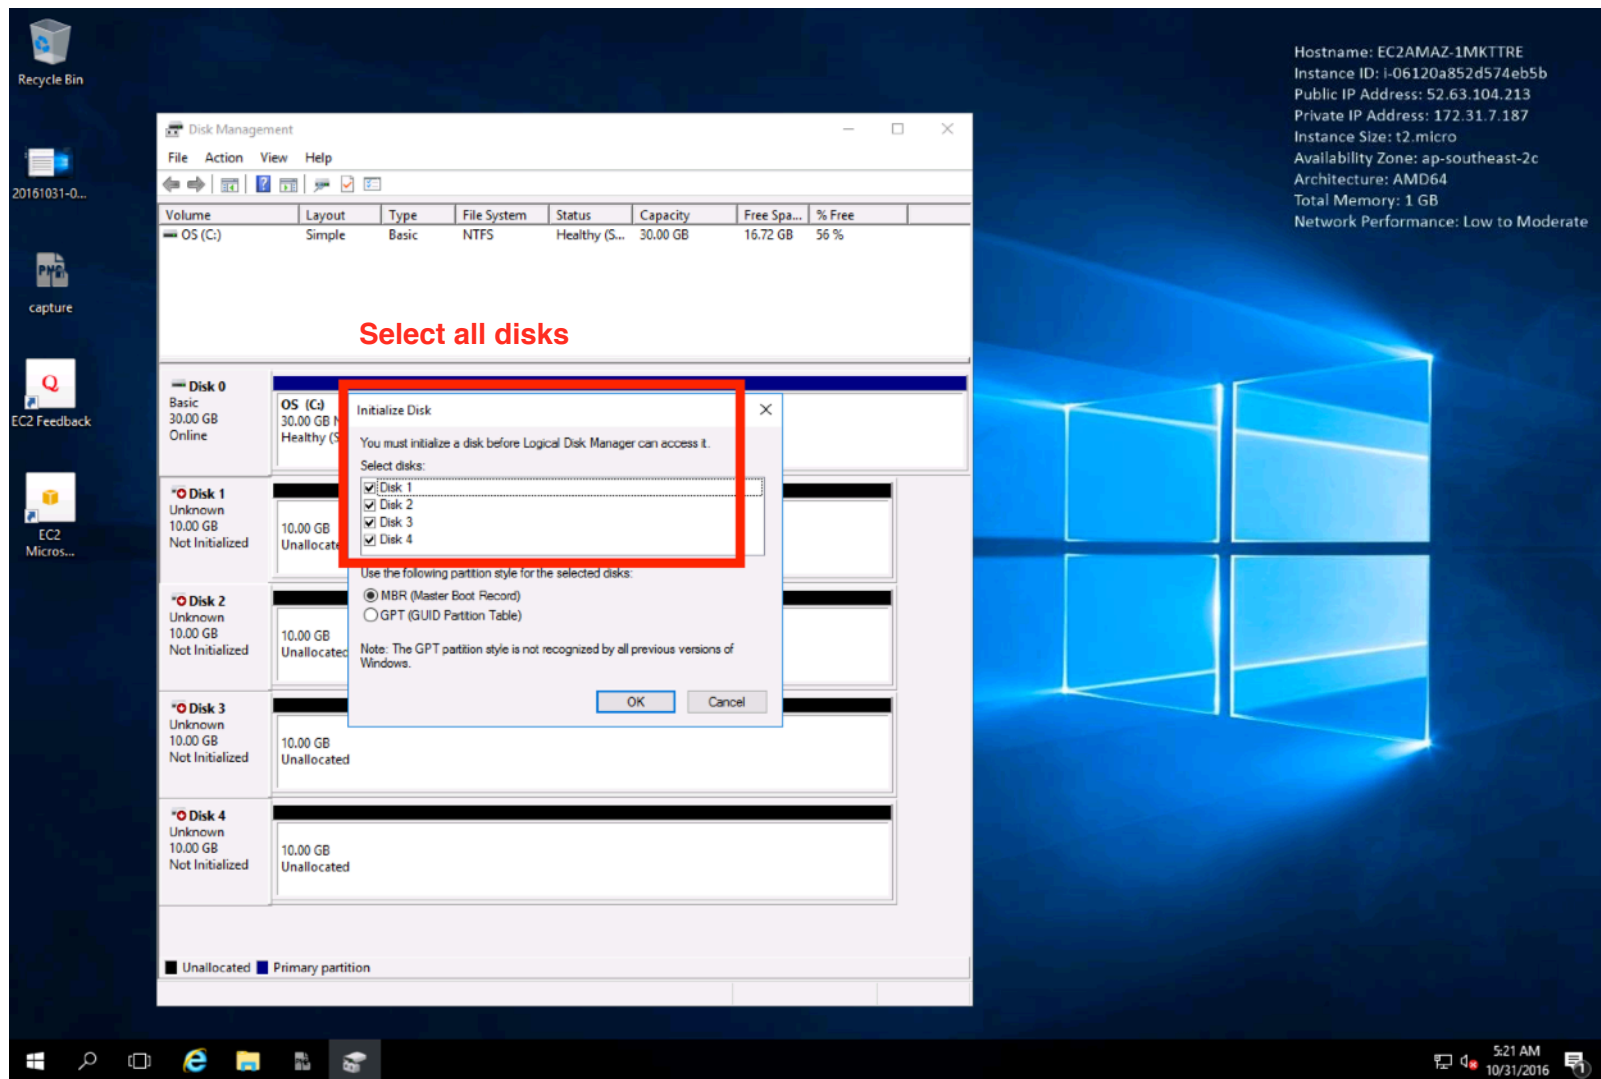 Recycle Bin
20161031-0...
capture
EC2 Feedback
EC2
Micros...
Hostname: EC2AMAZ-1MKTTRE
Instance ID: i-06120a852d574eb5b
Public IP Address: 52.63.104.213
Private IP Address: 172.31.7.187
Instance Size: t2.micro
Availability Zone: ap-southeast-2c
Architecture: AMD64
Total Memory: 1 GB
Network Performance: Low to Moderate
Disk Management
File Action View Help
Volume Layout Type File System Status Capacity Free Spa... % Free
OS (C:) Simple Basic NTFS Healthy (S... 30.00 GB 16.72 GB 56 %
Select all disks
Disk 0
Basic
30.00 GB
Online
OS (C:)
30.00 GB N
Healthy (S
Initialize Disk
You must initialize a disk before Logical Disk Manager can access it.
Select disks:
Disk 1
Disk 2
Disk 3
Disk 4
Use the following partition style for the selected disks:
MBR (Master Boot Record)
GPT (GUID Partition Table)
Note: The GPT partition style is not recognized by all previous versions of
Windows.
OK Cancel
Disk 1
Unknown
10.00 GB
Not Initialized
10.00 GB
Unallocate
Disk 2
Unknown
10.00 GB
Not Initialized
10.00 GB
Unallocated
Disk 3
Unknown
10.00 GB
Not Initialized
10.00 GB
Unallocated
Disk 4
Unknown
10.00 GB
Not Initialized
10.00 GB
Unallocated
Unallocated Primary partition
5:21 AM
10/31/2016